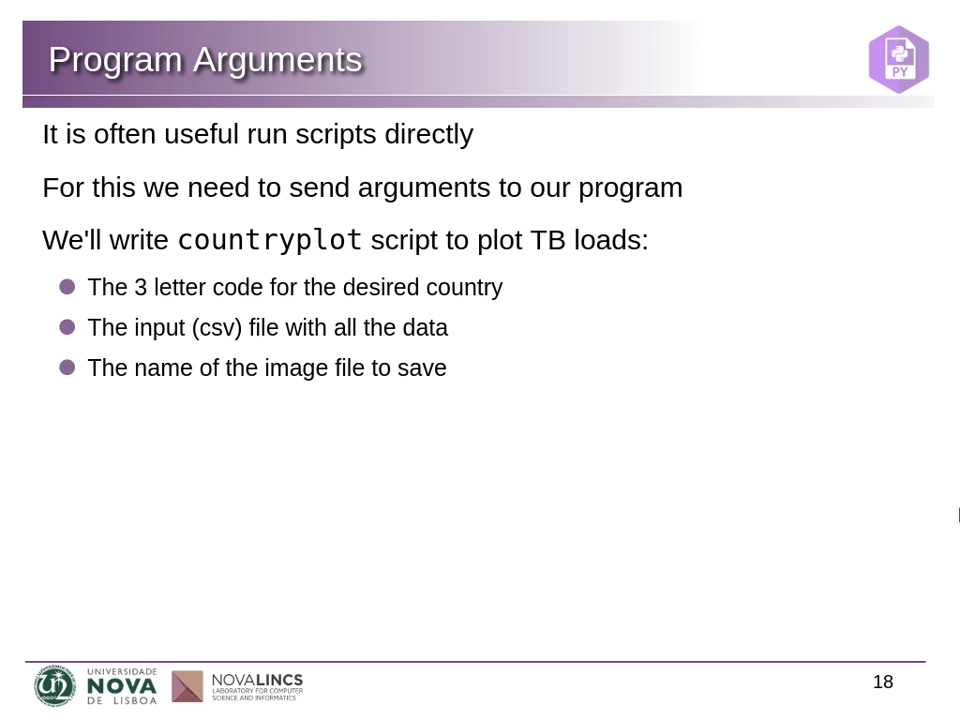 Program Arguments
PY
It is often useful run scripts directly
For this we need to send arguments to our program
We'll write countryplot script to plot TB loads:
The 3 letter code for the desired country
The input (csv) file with all the data
The name of the image file to save
UNIVERSIDADE
NOVA
DE LISBOA
NOVALINCS
LABORATORY FOR COMPUTER
SCIENCE AND INFORMATICS
18